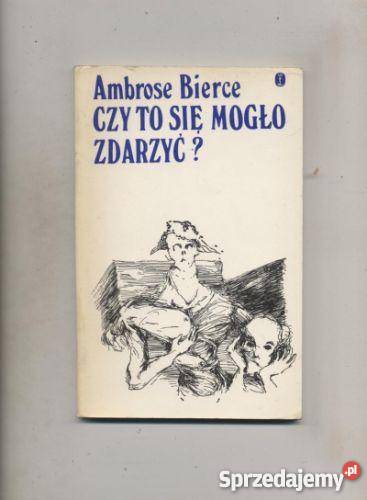 Ambrose Bierce
CZY TO SIĘ MOGŁO
ZDARZYĆ?
Sprzedajemy.pl